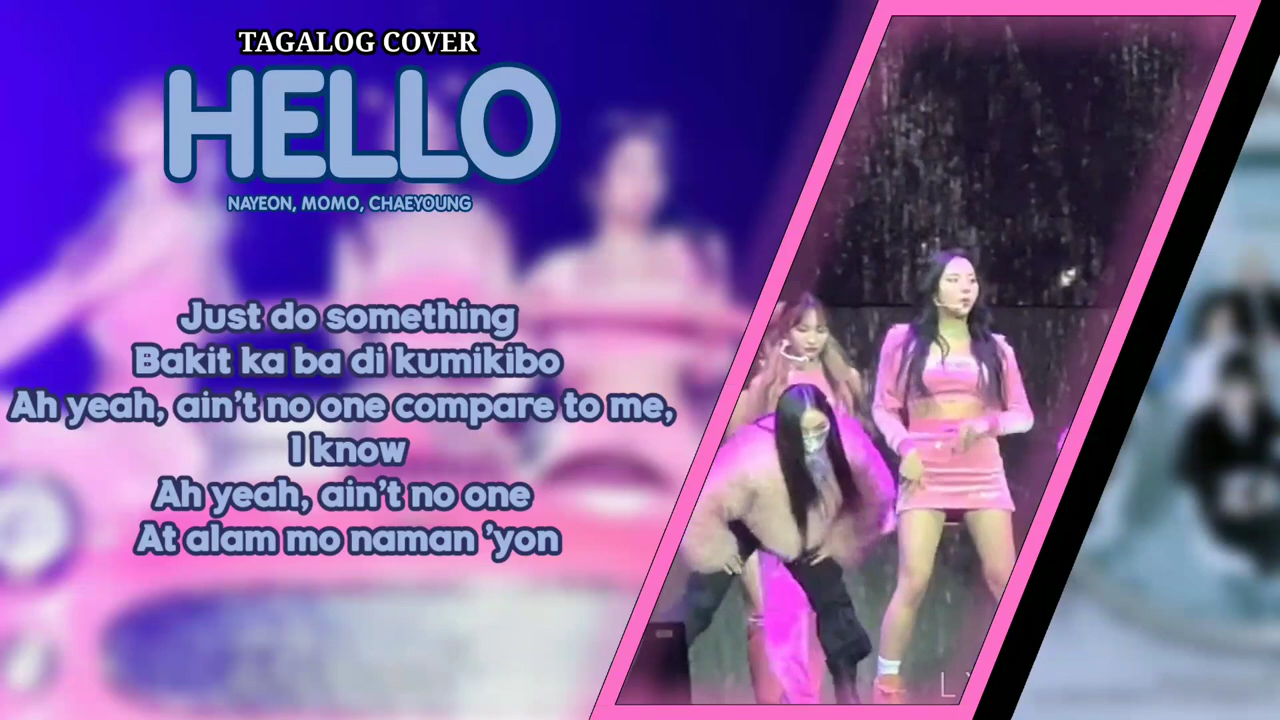 TAGALOG COVER
HELLO
NAYEON, MOMO, CHAEYOUNG
Just do something
Bakit ka ba di kumikibo
Ah yeah, ain't no one compare to me,
I know
Ah yeah, ain't no one
At alam mo naman 'yon